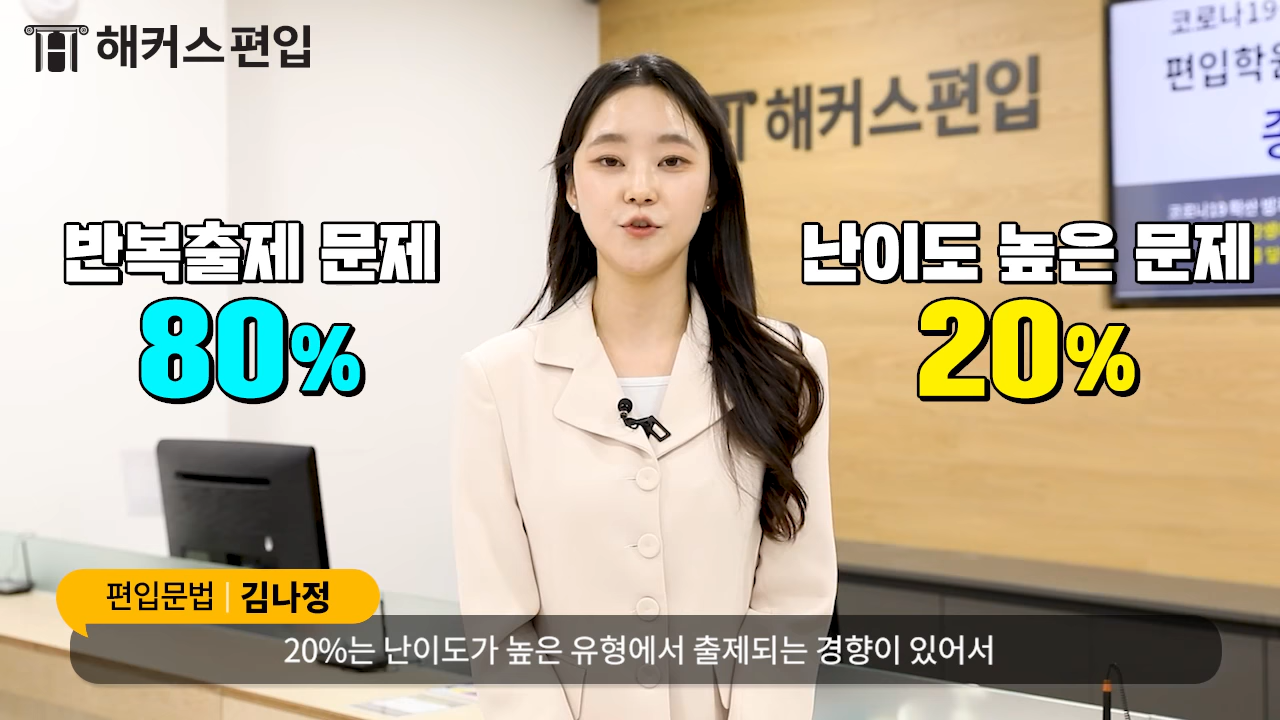 해커스편입
해커스편입
코로나19
편입학원
반복출제 문제
80%
난이도 높은 문제
20%
편입문법 | 김나정
20%는 난이도가 높은 유형에서 출제되는 경향이 있어서